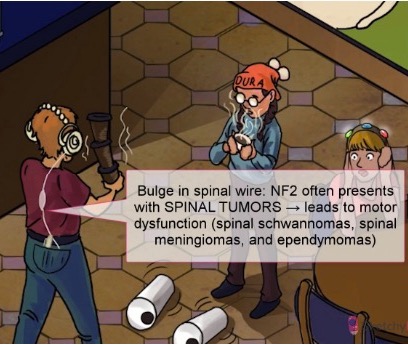 DURA
Bulge in spinal wire: NF2 often presents
with SPINAL TUMORS → leads to motor
dysfunction (spinal schwannomas, spinal
meningiomas, and ependymomas)